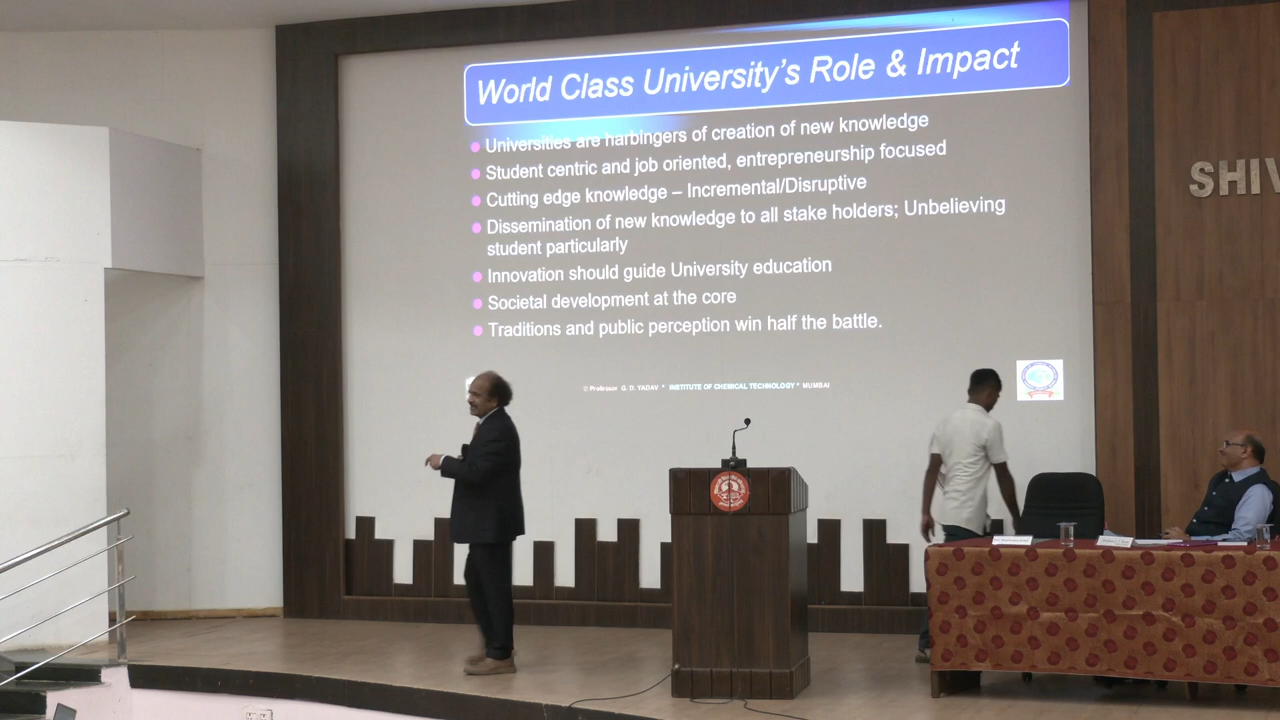 World Class University's Role & Impact
Universities are harbingers of creation of new knowledge
Student centric and job oriented, entrepreneurship focused
Cutting edge knowledge – Incremental/Disruptive
Dissemination of new knowledge to all stake holders; Unbelieving
student particularly
Innovation should guide University education
Societal development at the core
Traditions and public perception win half the battle.
© Professor G. D. YADAV * INSTITUTE OF CHEMICAL TECHNOLOGY * MUMBAI
SHIV